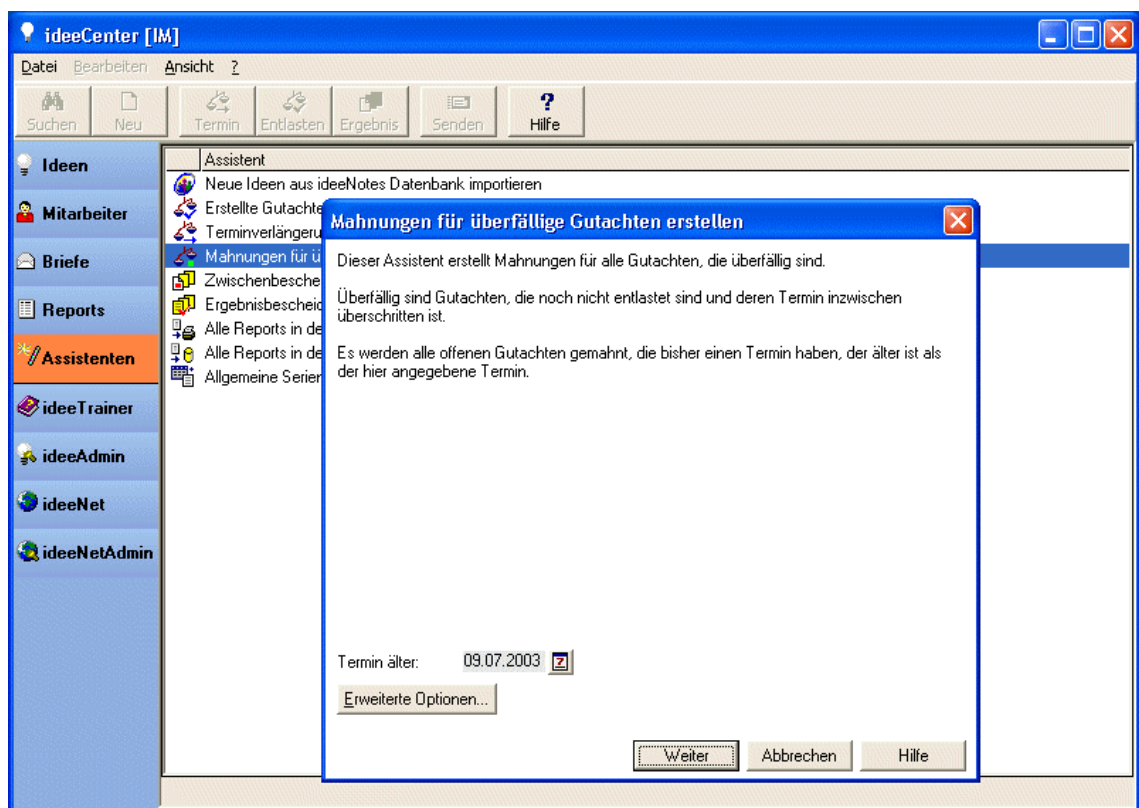 ideeCenter [IM]
Datei Bearbeiten Ansicht ?
Suchen Neu Termin Entlasten Ergebnis Senden ? Hilfe
Ideen
Mitarbeiter
Briefe
Reports
Assistenten
ideeTrainer
ideeAdmin
ideeNet
ideeNetAdmin
Assistent
Neue Ideen aus ideeNotes Datenbank importieren
Erstellte Gutachte
Terminverlängeru
Mahnungen für ü
Zwischenbesche
Ergebnisbescheid
Alle Reports in de
Alle Reports in de
Allgemeine Serier
Mahnungen für überfällige Gutachten erstellen
Dieser Assistent erstellt Mahnungen für alle Gutachten, die überfällig sind.
Überfällig sind Gutachten, die noch nicht entlastet sind und deren Termin inzwischen
überschritten ist.
Es werden alle offenen Gutachten gemahnt, die bisher einen Termin haben, der älter ist als
der hier angegebene Termin.
Termin älter: 09.07.2003
Erweiterte Optionen...
Weiter Abbrechen Hilfe